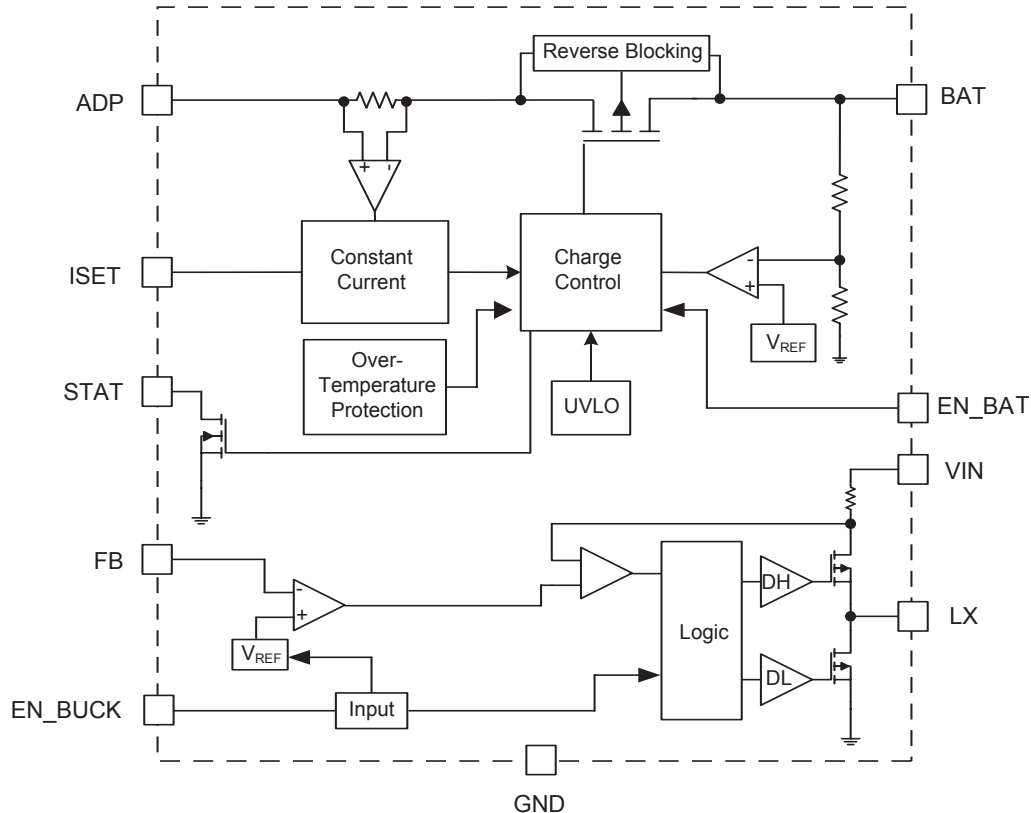 Reverse Blocking
ADP
BAT
+ -
ISET
Constant
Current
Charge
Control
-
+
VREF
STAT
Over-
Temperature
Protection
UVLO
EN_BAT
VIN
FB
-
+
VREF
Logic
DH
DL
LX
EN_BUCK
Input
GND